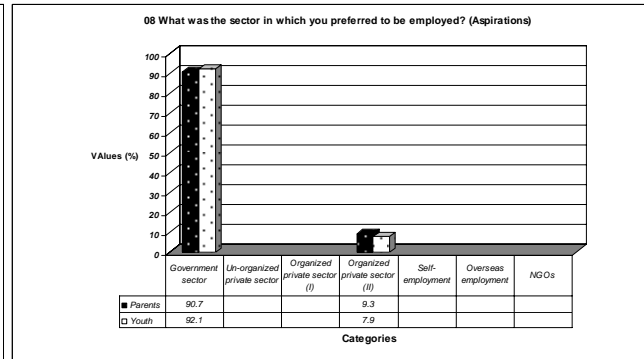 08 What was the sector in which you preferred to be employed? (Aspirations)
100
90
80
70
60
50
40
30
20
10
0
VAlues (%)
Government sector Un-organized private sector Organized private sector (I) Organized private sector (II) Self-employment Overseas employment NGOs
Parents 90.7 9.3
Youth 92.1 7.9
Categories